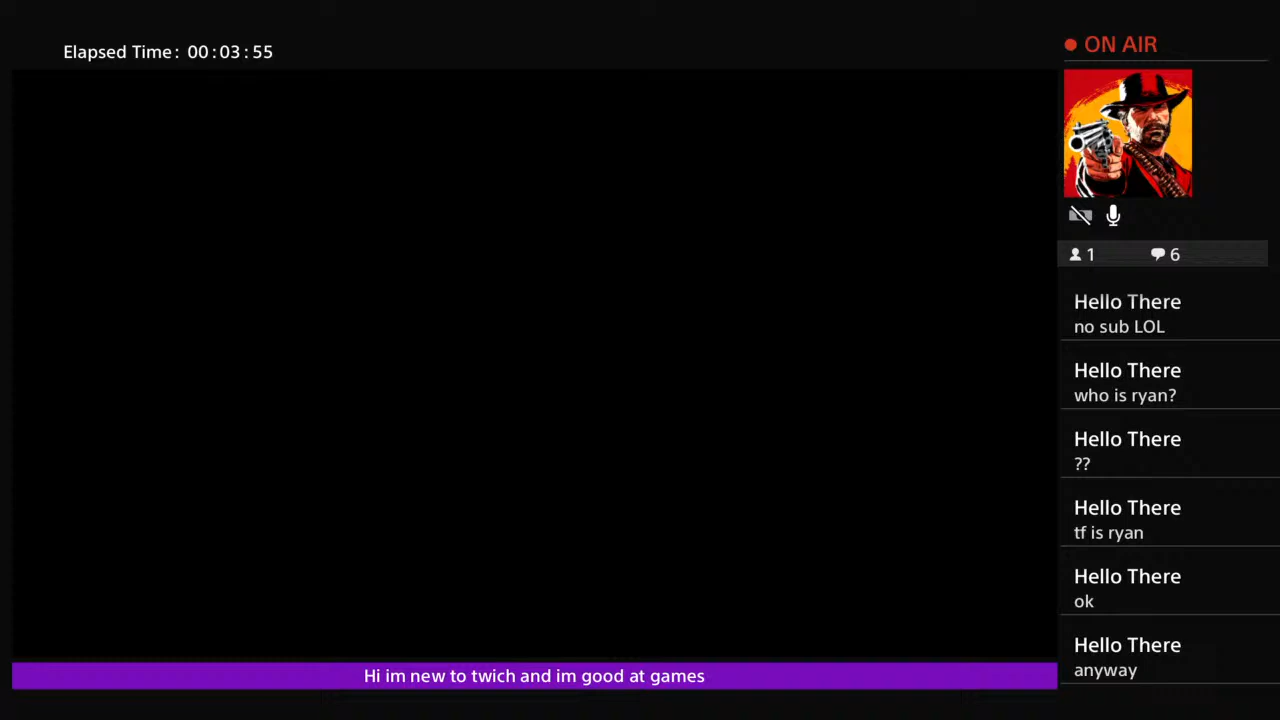 Elapsed Time: 00:03:55
ON AIR
1 6
Hello There
no sub LOL
Hello There
who is ryan?
Hello There
??
Hello There
tf is ryan
Hello There
ok
Hello There
anyway
Hi im new to twich and im good at games